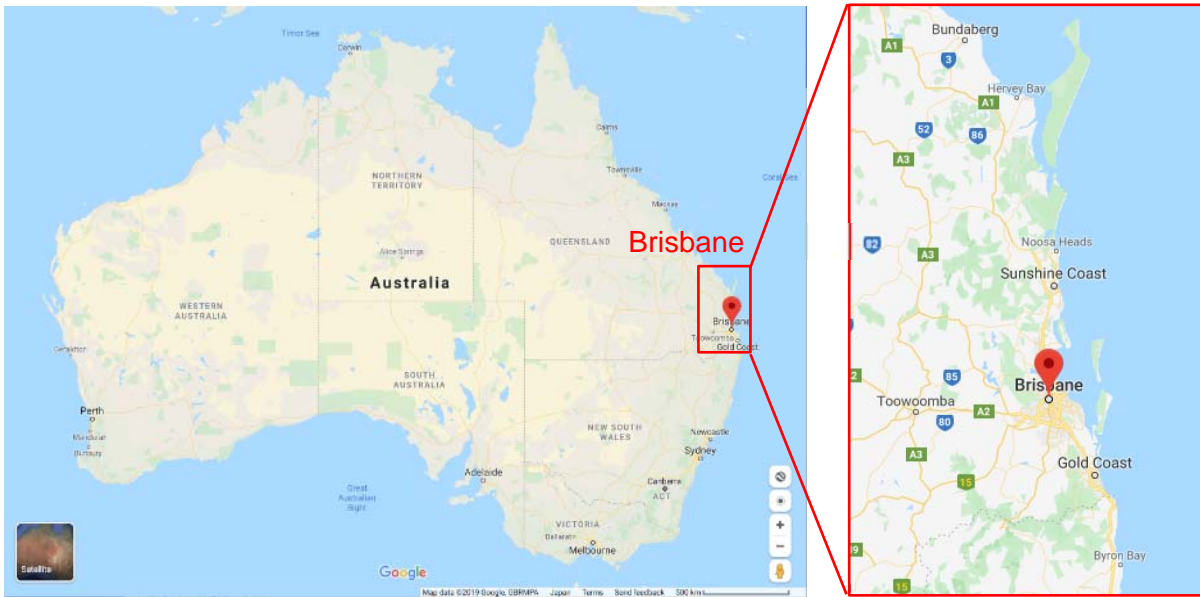 Timor Sea
Darwin
Cairns
Townsville
Coral Sea
Mackay
NORTHERN
TERRITORY
QUEENSLAND
Brisbane
Alice Springs
Australia
WESTERN
AUSTRALIA
Brisbane
Toowoomba
Gold Coast
Geraldton
SOUTH
AUSTRALIA
Perth
Mandurah
Bunbury
NEW SOUTH
WALES
Newcastle
Sydney
Adelaide
Canberra
ACT
Great
Australian
Bight
VICTORIA
Ballarat
Melbourne
Satellite
Google
Map data ©2019 Google, GBRMPA Japan Terms Send feedback 500 km
Bundaberg
A1
3
Hervey Bay
A1
52
86
A3
82
Noosa Heads
A3
Sunshine Coast
2
85
Brisbane
Toowoomba
A2
80
A3
Gold Coast
15
Byron Bay
15